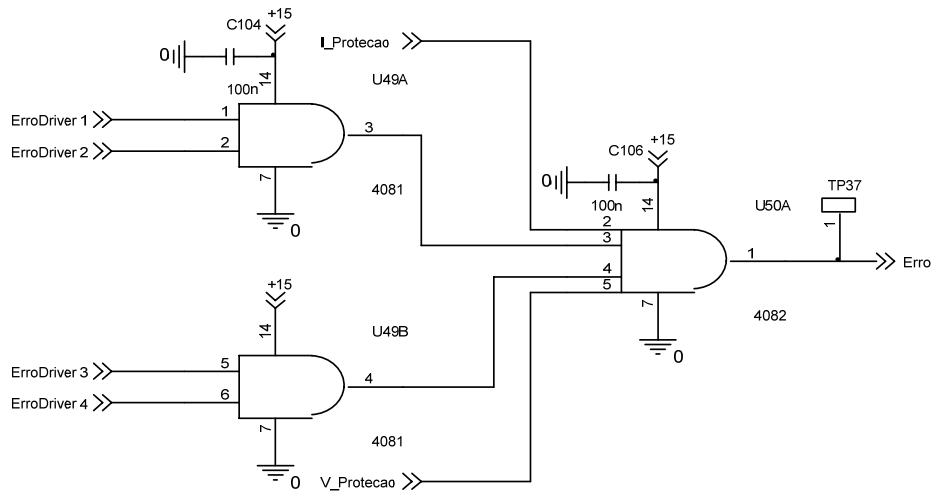 C104
+15
I_Protecao
0
14
100n
U49A
ErroDriver 1
1
3
ErroDriver 2
2
7
4081
0
C106
+15
0
100n
14
U50A
TP37
1
2
3
4
5
1
Erro
7
4082
0
+15
14
U49B
ErroDriver 3
5
4
ErroDriver 4
6
7
4081
0
V_Protecao